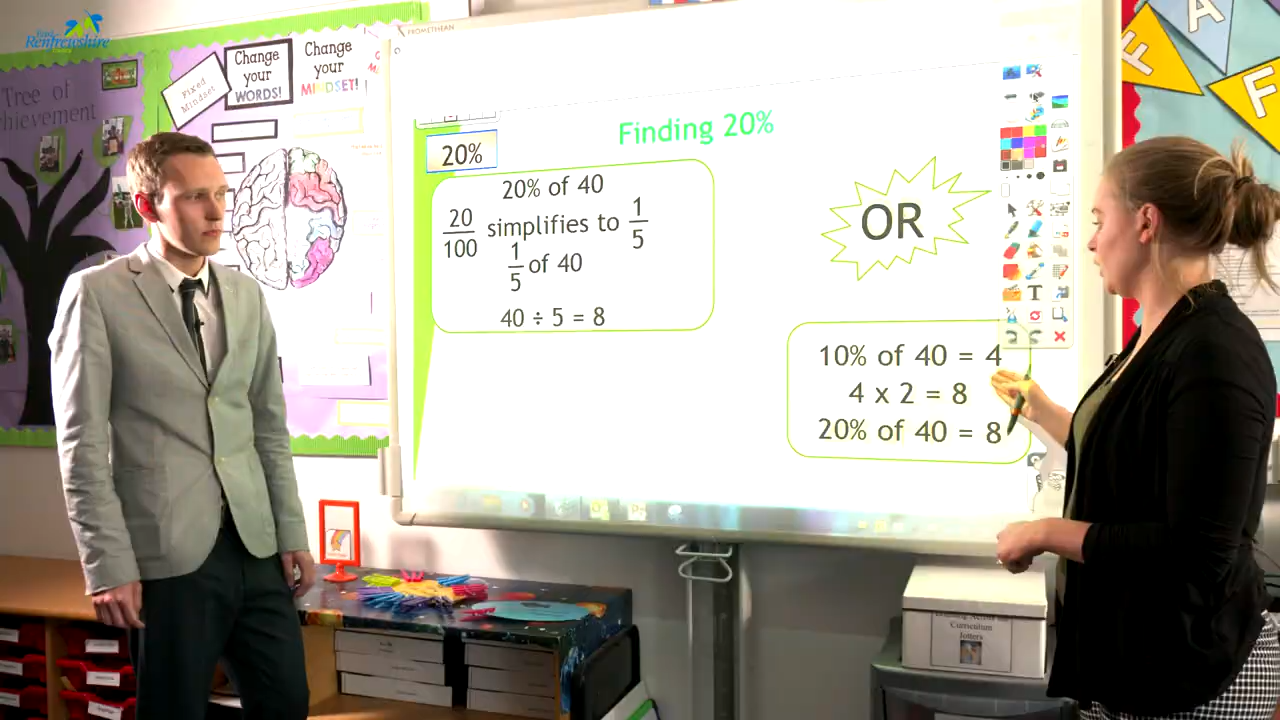 East
Renfrewshire
Tree of
Achievement
Fixed
Mindset
Change
your
WORDS!
Change
your
MINDSET!
PROMETHEAN
Finding 20%
20%
20% of 40
20/100 simplifies to 1/5
1/5 of 40
40 ÷ 5 = 8
OR
10% of 40 = 4
4 x 2 = 8
20% of 40 = 8
T
F
A
F
Curriculum
Jotters